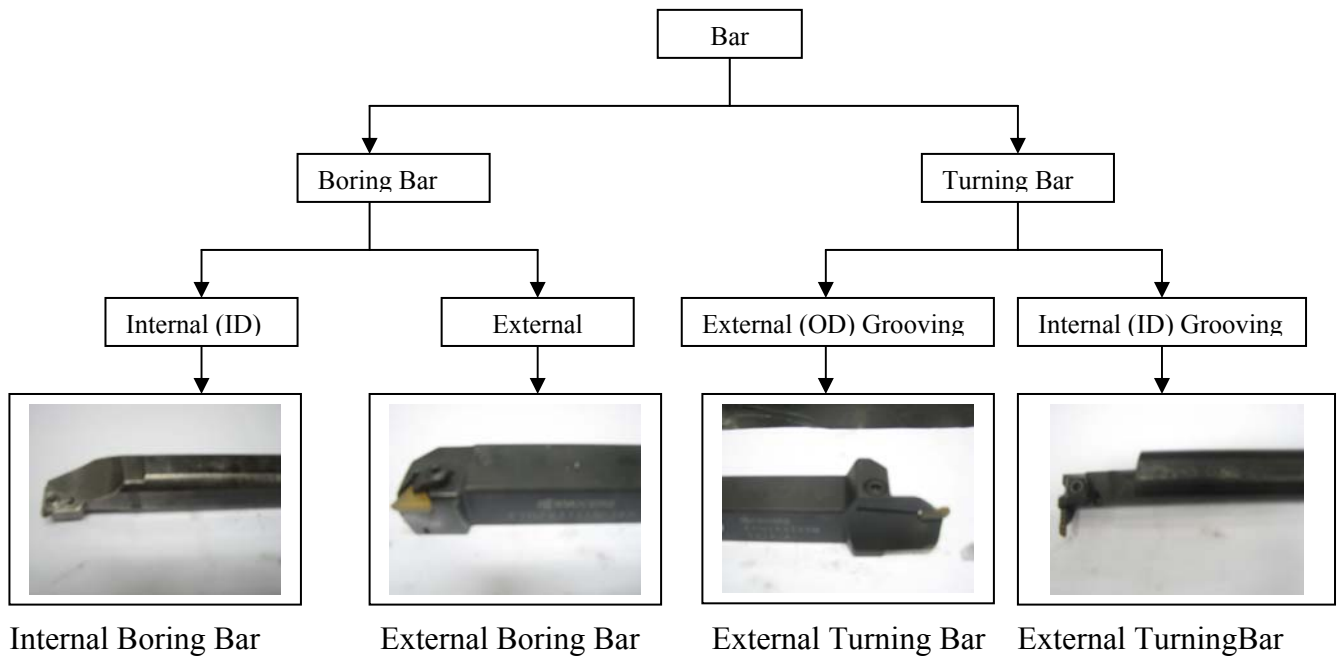 Bar
Boring Bar
Turning Bar
Internal (ID)
External
External (OD) Grooving
Internal (ID) Grooving
Internal Boring Bar
External Boring Bar
External Turning Bar
External TurningBar